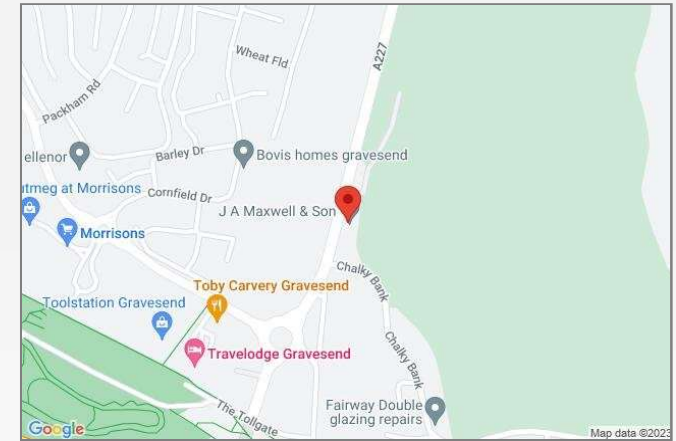 Wheat Fld
A227
Packham Rd
ellenor
Barley Dr
Bovis homes gravesend
tmeg at Morrisons
Cornfield Dr
J A Maxwell & Son
Morrisons
Chalky Bank
Toby Carvery Gravesend
Toolstation Gravesend
Chalky Bank
Travelodge Gravesend
The Tollgate
Fairway Double
glazing repairs
Google
Map data ©2023